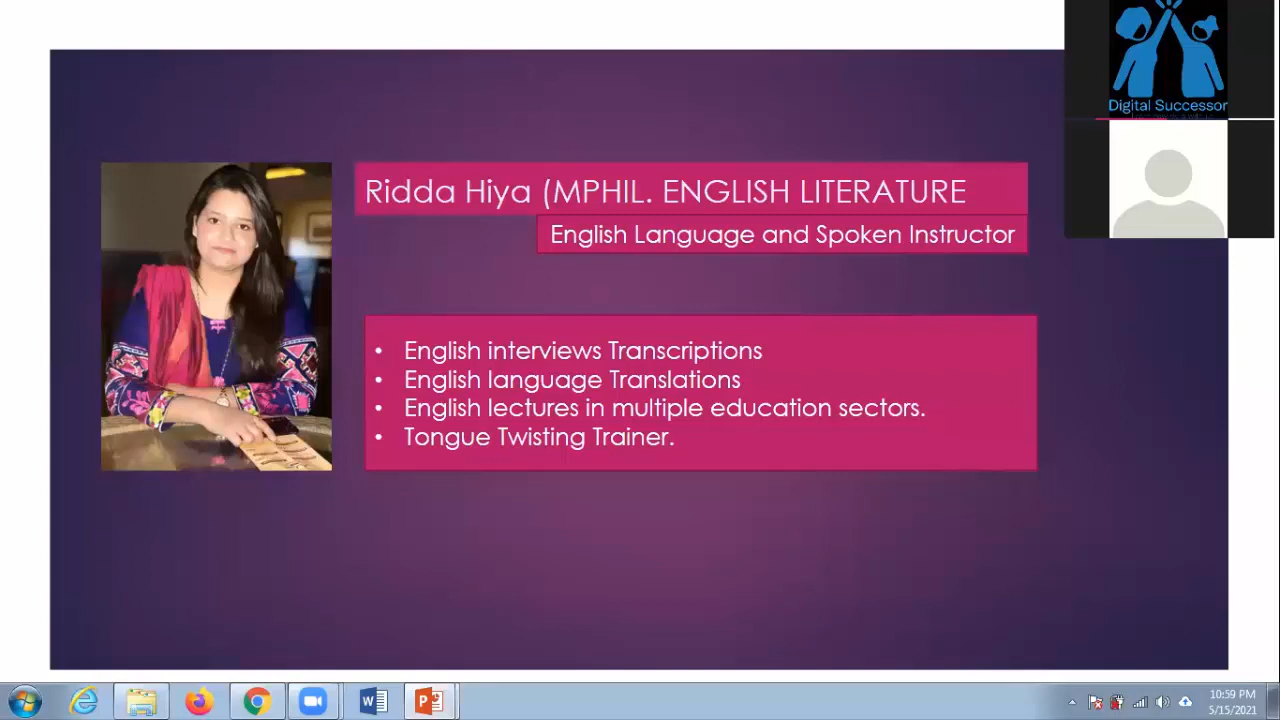 Digital Successor
Ridda Hiya (MPHIL. ENGLISH LITERATURE
English Language and Spoken Instructor
• English interviews Transcriptions
• English language Translations
• English lectures in multiple education sectors.
• Tongue Twisting Trainer.
10:59 PM
5/15/2021